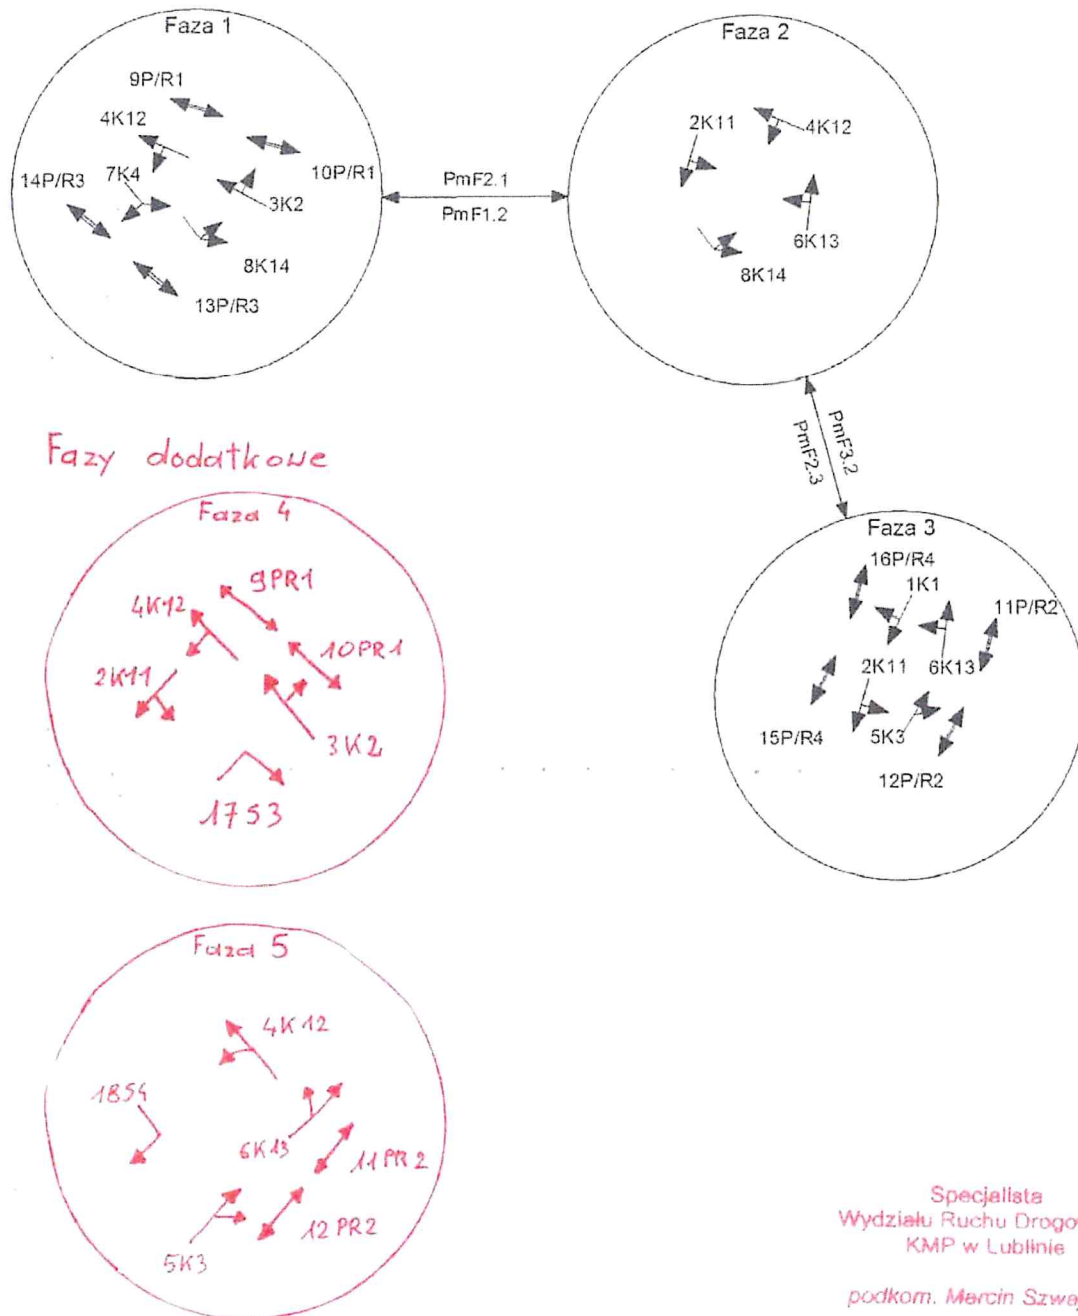 Faza 1
9P/R1
4K12
7K4
14P/R3
10P/R1
3K2
8K14
13P/R3
PmF2.1
PmF1.2
Faza 2
2K11
4K12
6K13
8K14
PmF3.2
PmF2.3
Faza 3
16P/R4
1K1
11P/R2
2K11
6K13
15P/R4
5K3
12P/R2
Fazy dodatkowe
Faza 4
9PR1
4K12
10PR1
2K11
3K2
17S3
Faza 5
4K12
18S4
6K13
11PR2
12PR2
5K3
Specjalista
Wydziału Ruchu Drogo
KMP w Lublinie
podkom. Marcin Szwa